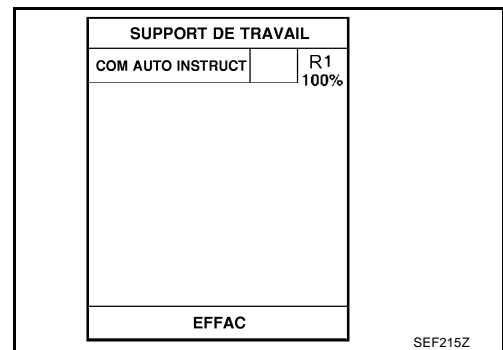 SUPPORT DE TRAVAIL
COM AUTO INSTRUCT R1
100%
EFFAC
SEF215Z